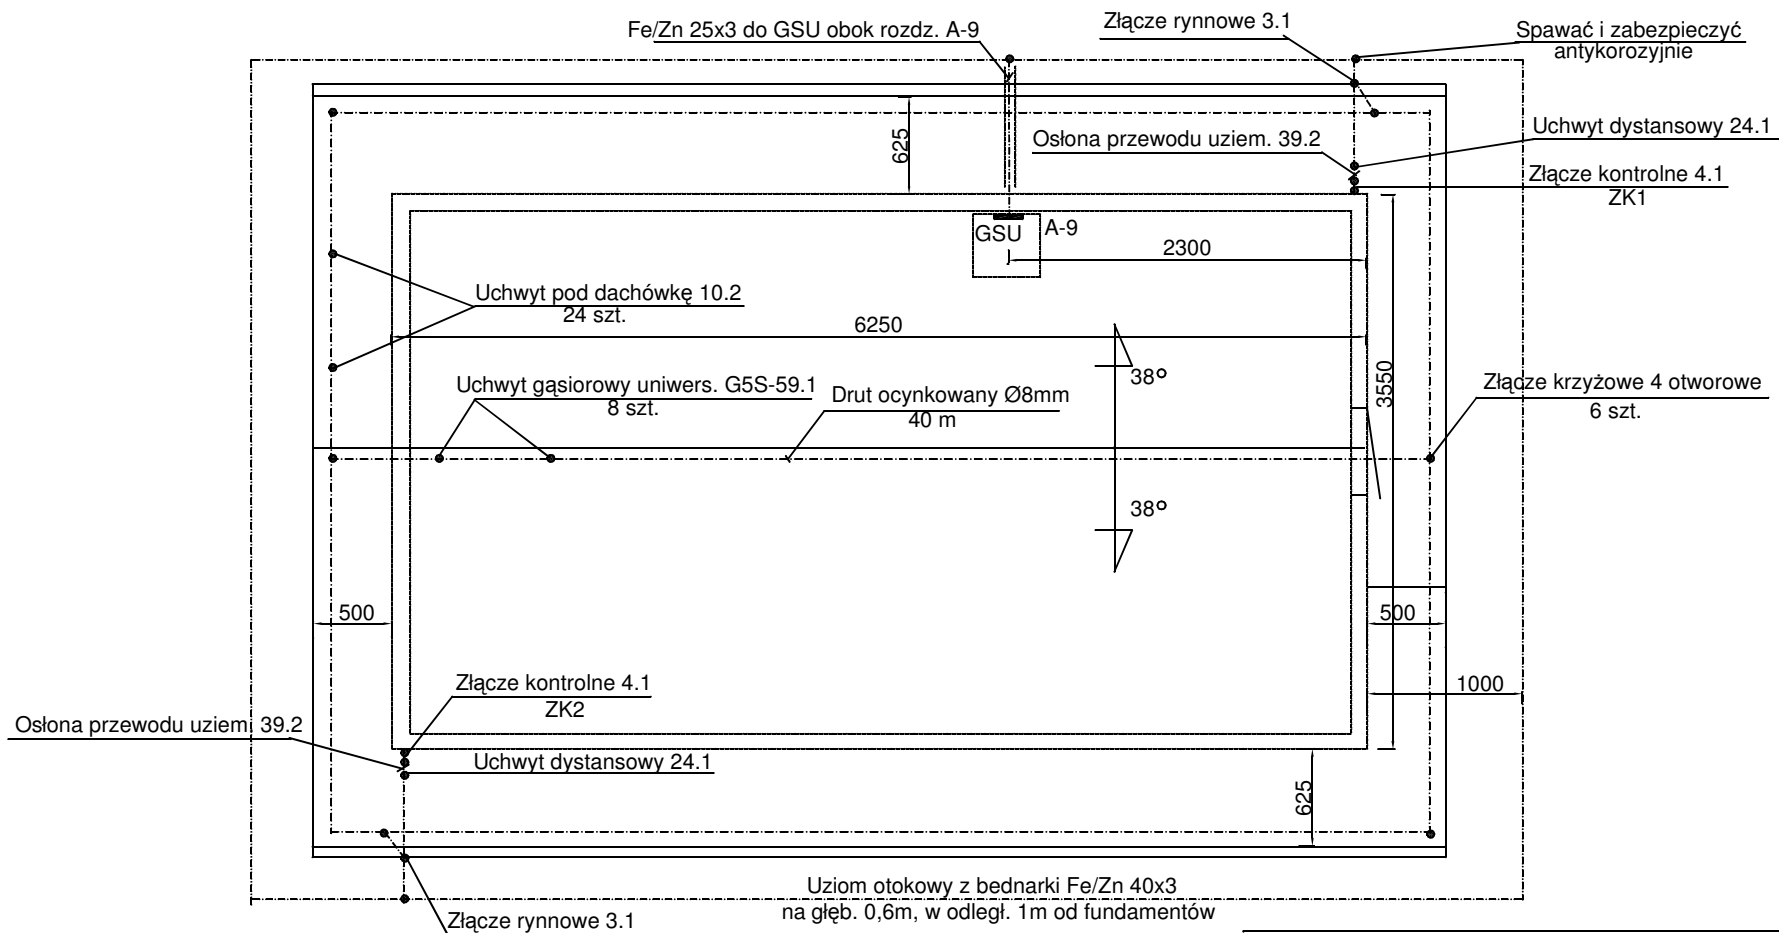 Fe/Zn 25x3 do GSU obok rozdz. A-9
Złącze rynnowe 3.1
Spawać i zabezpieczyć
antykorozyjnie
625
Osłona przewodu uziem. 39.2
Uchwyt dystansowy 24.1
Złącze kontrolne 4.1
ZK1
GSU
A-9
2300
Uchwyt pod dachówkę 10.2
24 szt.
6250
38°
3550
Uchwyt gąsiorowy uniwers. G5S-59.1
8 szt.
Drut ocynkowany Ø8mm
40 m
Złącze krzyżowe 4 otworowe
6 szt.
38°
500
500
Złącze kontrolne 4.1
ZK2
1000
Osłona przewodu uziem. 39.2
Uchwyt dystansowy 24.1
625
Uziom otokowy z bednarki Fe/Zn 40x3
na głęb. 0,6m, w odległ. 1m od fundamentów
Złącze rynnowe 3.1